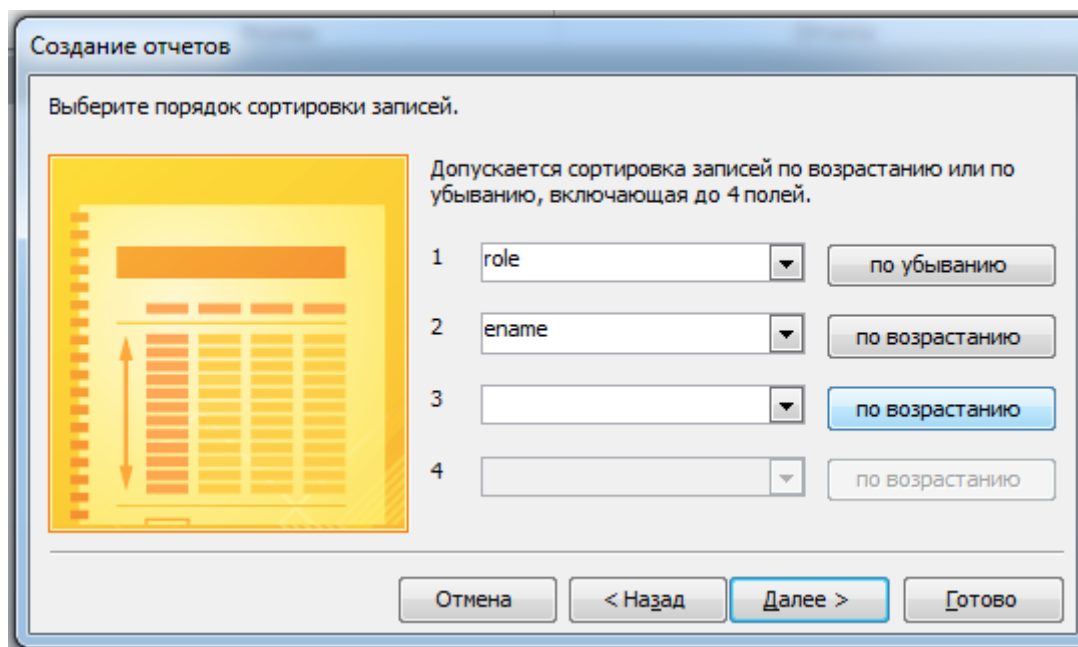 Создание отчетов
Выберите порядок сортировки записей.
Допускается сортировка записей по возрастанию или по
убыванию, включающая до 4 полей.
1 role по убыванию
2 ename по возрастанию
3 по возрастанию
4 по возрастанию
Отмена < Назад Далее > Готово